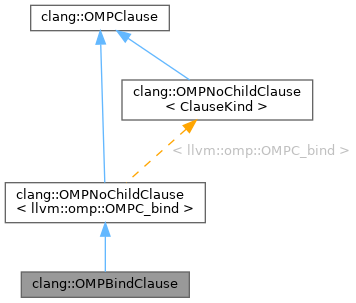 clang::OMPClause
clang::OMPNoChildClause
< ClauseKind >
< llvm::omp::OMPC_bind >
clang::OMPNoChildClause
< llvm::omp::OMPC_bind >
clang::OMPBindClause